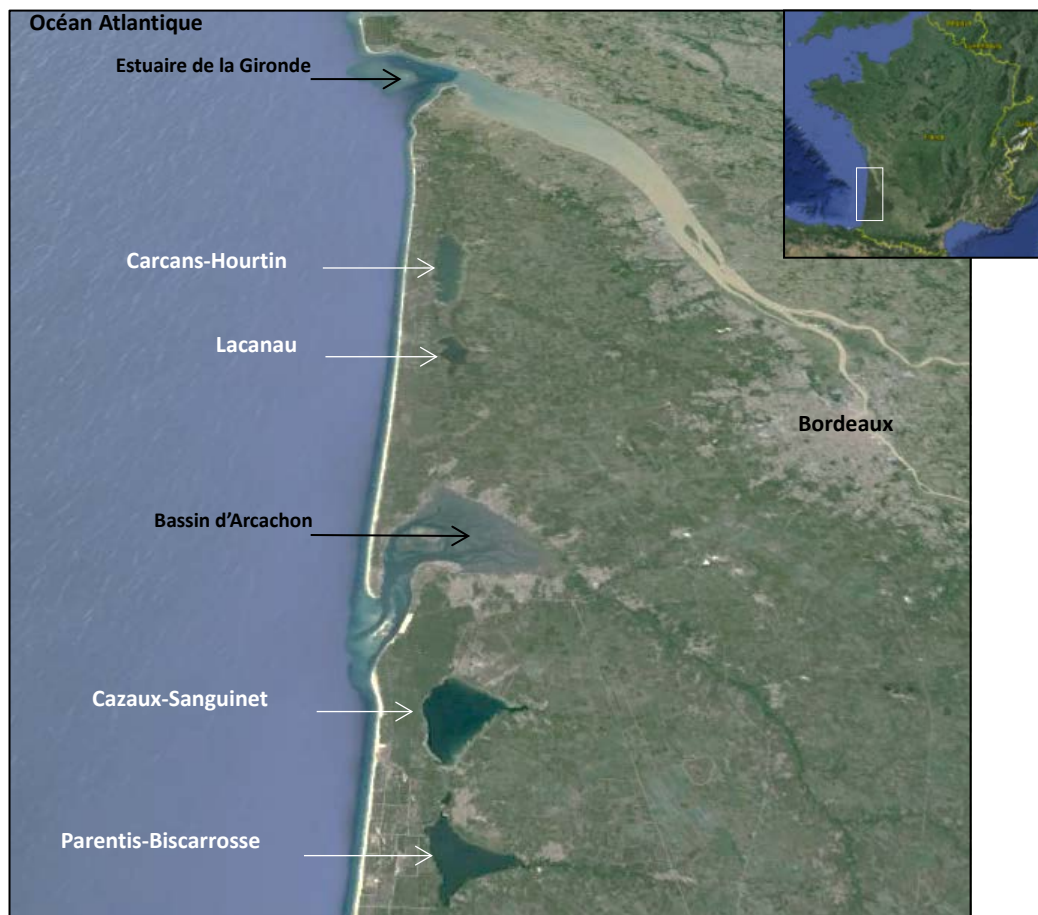 Océan Atlantique
Estuaire de la Gironde
Carcans-Hourtin
Lacanau
Bordeaux
Bassin d'Arcachon
Cazaux-Sanguinet
Parentis-Biscarrosse